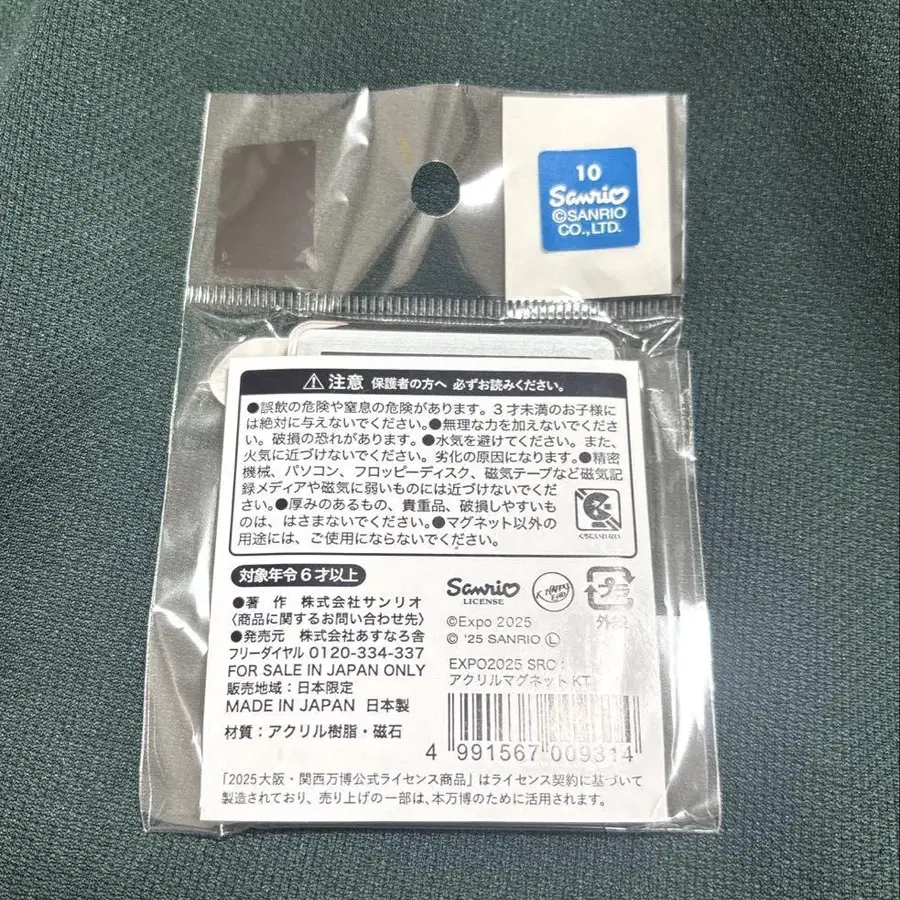 10
Sanrio
©SANRIO
CO.,LTD.
注意 保護者の方へ 必ずお読みください。
●誤飲の危険や窒息の危険があります。3才未満のお子様に
は絶対に与えないでください。●無理な力を加えないでくださ
い。破損の恐れがあります。●水気を避けてください。また、
火気に近づけないでください。劣化の原因になります。●精密
機械、パソコン、フロッピーディスク、磁気テープなど磁気記
録メディアや磁気に弱いものには近づけないでくださ
い。●厚みのあるもの、貴重品、破損しやすいも
のは、はさまないでください。●マグネット以外の
用途には、ご使用にならないでください。
くちにいれない
対象年令6才以上
●著 作 株式会社サンリオ
〈商品に関するお問い合わせ先〉
●発売元 株式会社あすなろ舎
フリーダイヤル 0120-334-337
FOR SALE IN JAPAN ONLY
販売地域：日本限定
MADE IN JAPAN 日本製
材質：アクリル樹脂・磁石
Sanrio
LICENSE
プラ
©Expo 2025
© '25 SANRIO Ⓛ
EXPO2025 SRC：
アクリルマグネット KT
4 991567 009314
「2025大阪・関西万博公式ライセンス商品」はライセンス契約に基づいて
製造されており、売り上げの一部は、本万博のために活用されます。